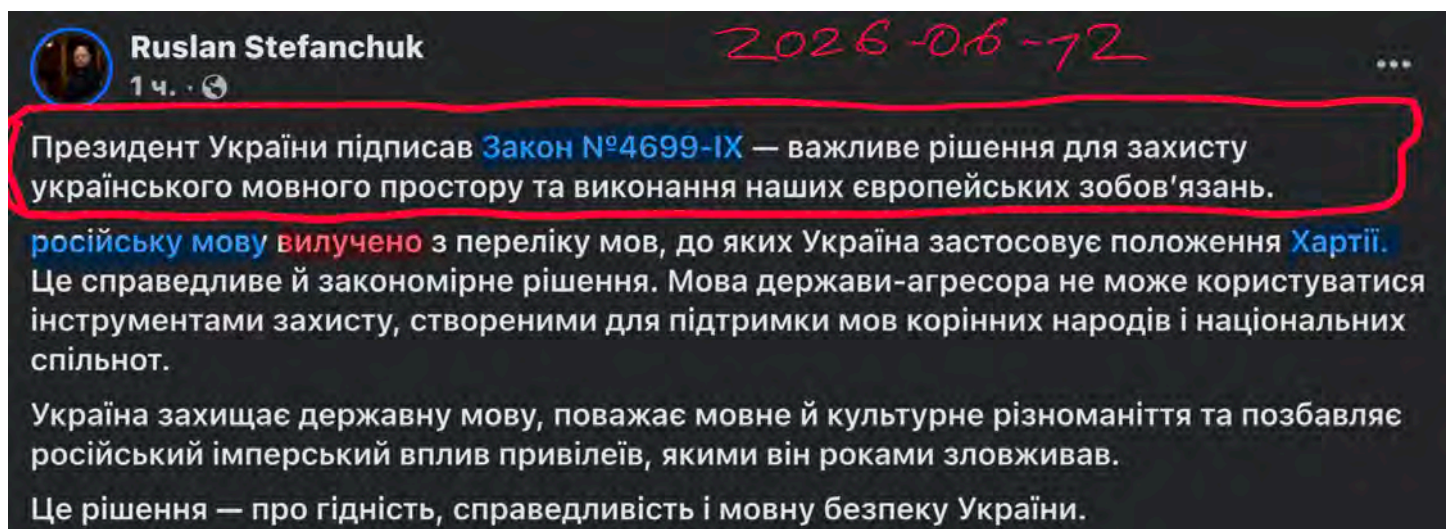 Ruslan Stefanchuk
2026-06-12
1 ч. ·
Президент України підписав Закон №4699-IX — важливе рішення для захисту
українського мовного простору та виконання наших європейських зобов’язань.
російську мову вилучено з переліку мов, до яких Україна застосовує положення Хартії.
Це справедливе й закономірне рішення. Мова держави-агресора не може користуватися
інструментами захисту, створеними для підтримки мов корінних народів і національних
спільнот.
Україна захищає державну мову, поважає мовне й культурне різноманіття та позбавляє
російський імперський вплив привілеїв, якими він роками зловживав.
Це рішення — про гідність, справедливість і мовну безпеку України.